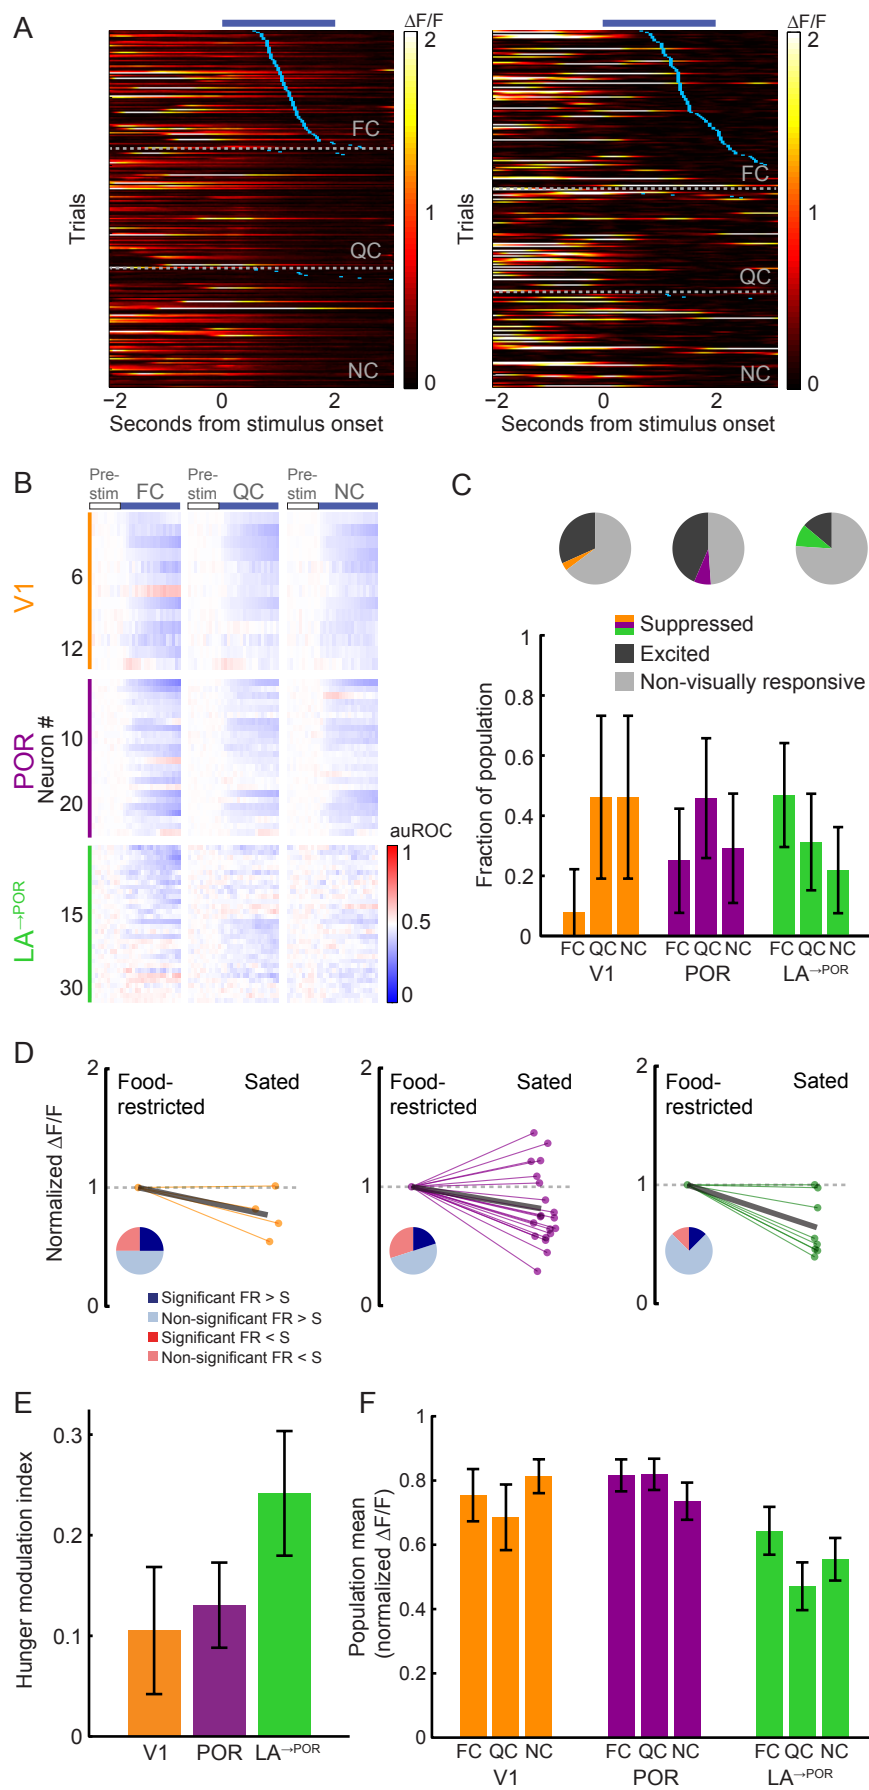 A
ΔF/F
2
1
0
FC
QC
NC
Trials
−2
0
2
Seconds from stimulus onset
ΔF/F
2
1
0
FC
QC
NC
Trials
−2
0
2
Seconds from stimulus onset
B
Pre-stim
FC
Pre-stim
QC
Pre-stim
NC
V1
6
12
POR
Neuron #
10
20
LA→POR
15
30
auROC
1
0.5
0
C
Suppressed
Excited
Non-visually responsive
Fraction of population
1
0.8
0.6
0.4
0.2
0
FC QC NC
V1
FC QC NC
POR
FC QC NC
LA→POR
D
Normalized ΔF/F
2
1
0
Food-restricted
Sated
2
1
0
Food-restricted
Sated
2
1
0
Food-restricted
Sated
Significant FR > S
Non-significant FR > S
Significant FR < S
Non-significant FR < S
E
Hunger modulation index
0.3
0.2
0.1
0
V1
POR
LA→POR
F
Population mean
(normalized ΔF/F)
1
0.8
0.6
0.4
0.2
0
FC QC NC
V1
FC QC NC
POR
FC QC NC
LA→POR